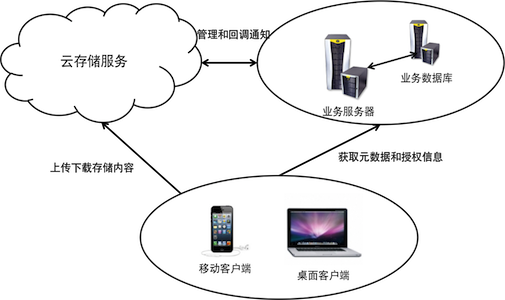 管理和回调通知
云存储服务
业务数据库
业务服务器
上传下载存储内容
获取元数据和授权信息
移动客户端
桌面客户端